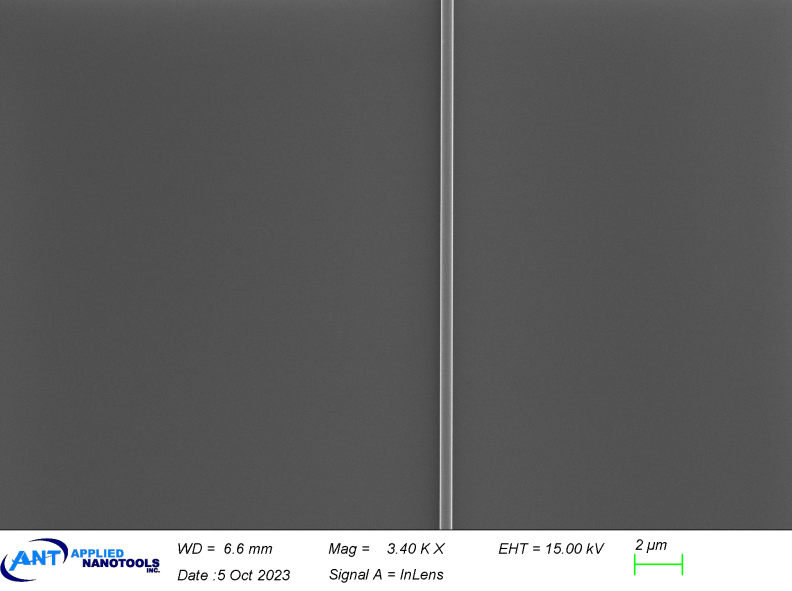 ANT APPLIED
NANOTOOLS
INC.
WD = 6.6 mm Mag = 3.40 K X EHT = 15.00 kV 2 µm
Date :5 Oct 2023 Signal A = InLens